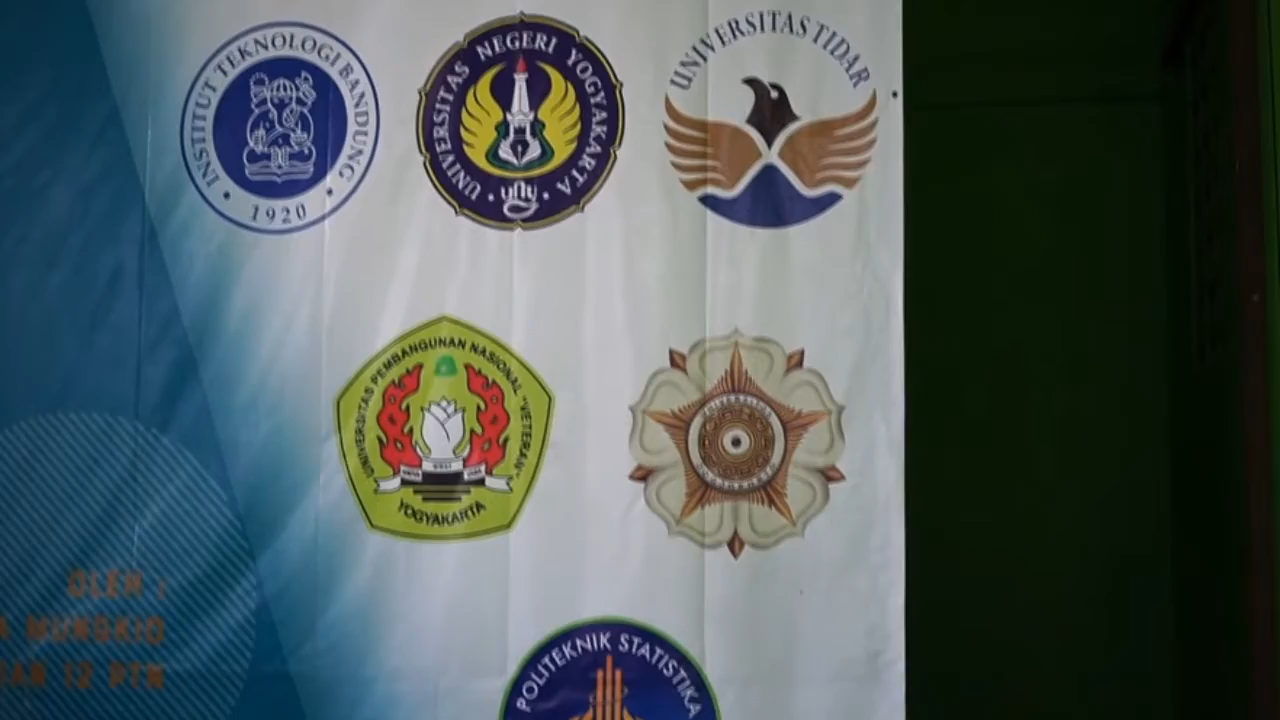 INSTITUT TEKNOLOGI BANDUNG
1920
UNIVERSITAS NEGERI YOGYAKARTA
uny
UNIVERSITAS TIDAR
UNIVERSITAS PEMBANGUNAN NASIONAL "VETERAN"
YOGYAKARTA
POLITEKNIK STATISTIKA
OLEH :
MUNGKID
12 PTN